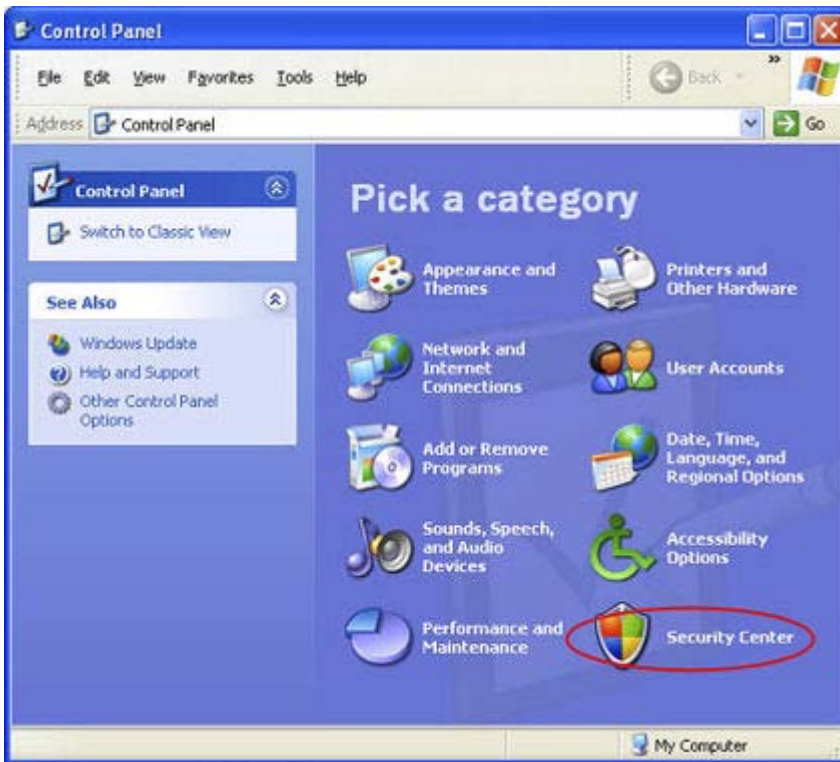 Control Panel
File Edit View Favorites Tools Help
Back
Address Control Panel
Go
Control Panel
Switch to Classic View
See Also
Windows Update
Help and Support
Other Control Panel
Options
Pick a category
Appearance and
Themes
Printers and
Other Hardware
Network and
Internet
Connections
User Accounts
Add or Remove
Programs
Date, Time,
Language, and
Regional Options
Sounds, Speech,
and Audio
Devices
Accessibility
Options
Performance and
Maintenance
Security Center
My Computer